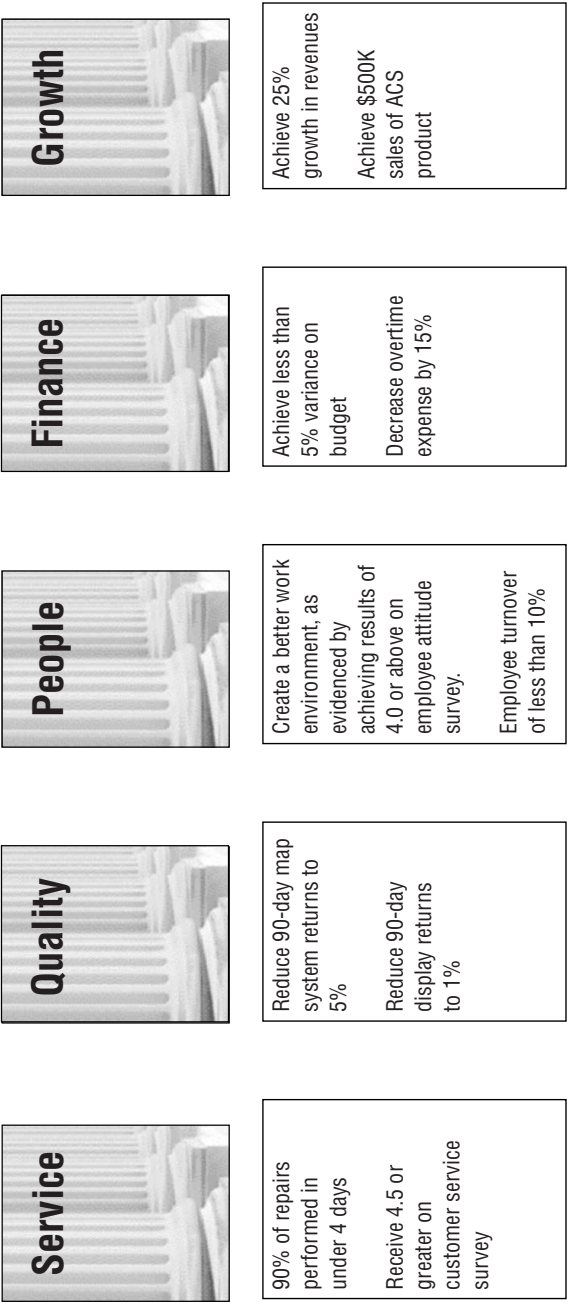 Service
90% of repairs
performed in
under 4 days
Receive 4.5 or
greater on
customer service
survey
Quality
Reduce 90-day map
system returns to
5%
Reduce 90-day
display returns
to 1%
People
Create a better work
environment, as
evidenced by
achieving results of
4.0 or above on
employee attitude
survey.
Employee turnover
of less than 10%
Finance
Achieve less than
5% variance on
budget
Decrease overtime
expense by 15%
Growth
Achieve 25%
growth in revenues
Achieve $500K
sales of ACS
product